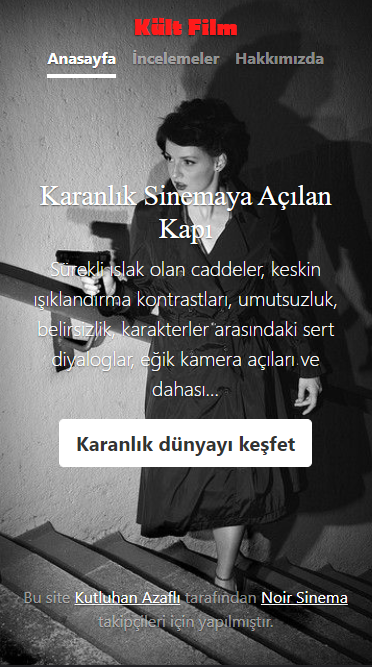 Kült Film
Anasayfa İncelemeler Hakkımızda
Karanlık Sinemaya Açılan
Kapı
Sürekli ıslak olan caddeler, keskin
ışıklandırma kontrastları, umutsuzluk,
belirsizlik, karakterler arasındaki sert
diyaloglar, eğik kamera açıları ve
dahası...
Karanlık dünyayı keşfet
Bu site Kutluhan Azaflı tarafından Noir Sinema
takipçileri için yapılmıştır.